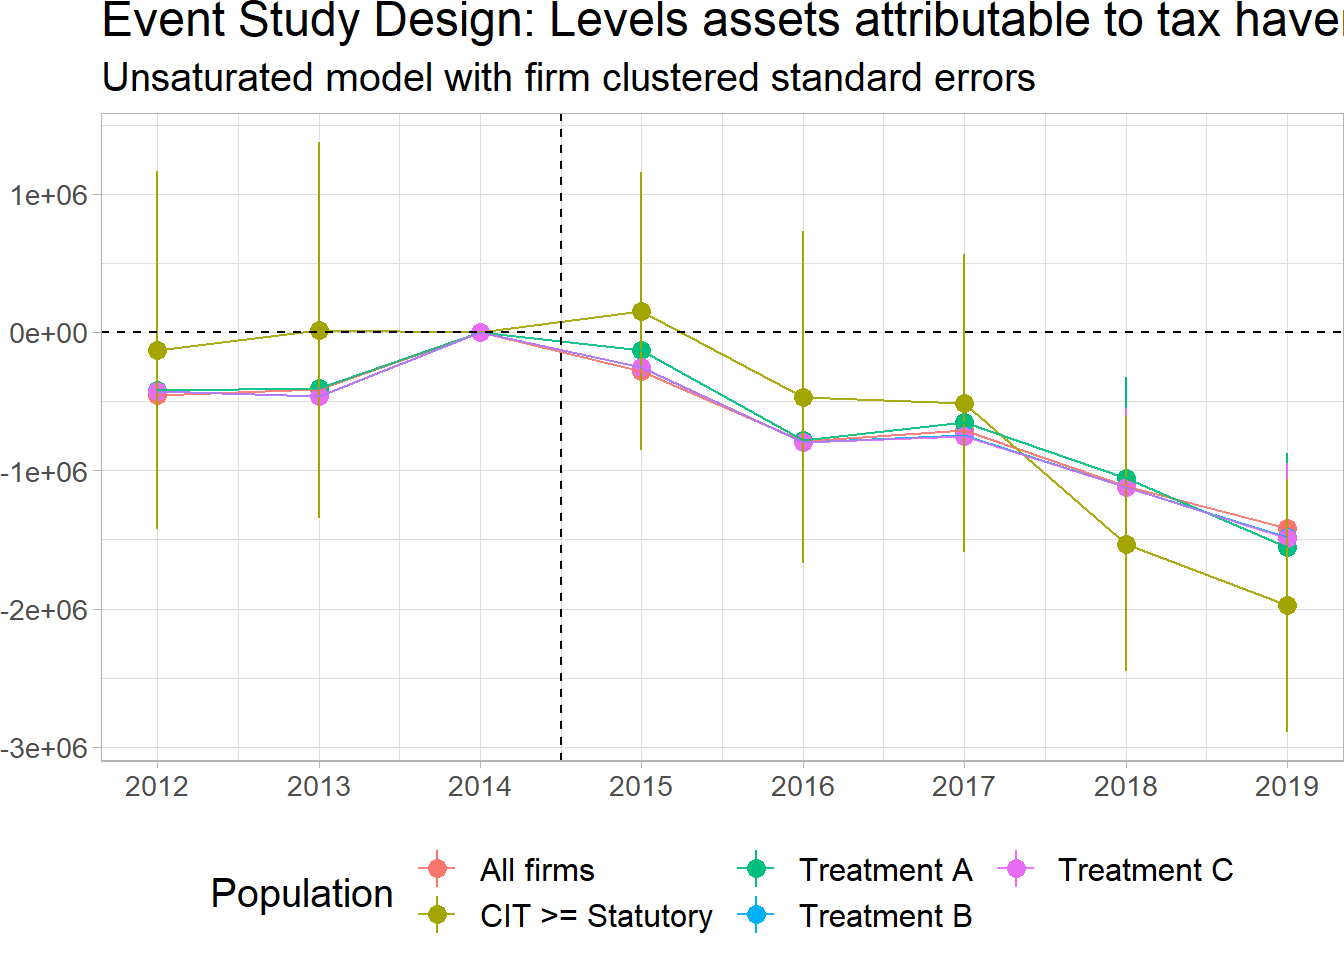 Event Study Design: Levels assets attributable to tax haven
Unsaturated model with firm clustered standard errors
1e+06
0e+00
-1e+06
-2e+06
-3e+06
2012 2013 2014 2015 2016 2017 2018 2019
Population
All firms Treatment A Treatment C
CIT >= Statutory Treatment B